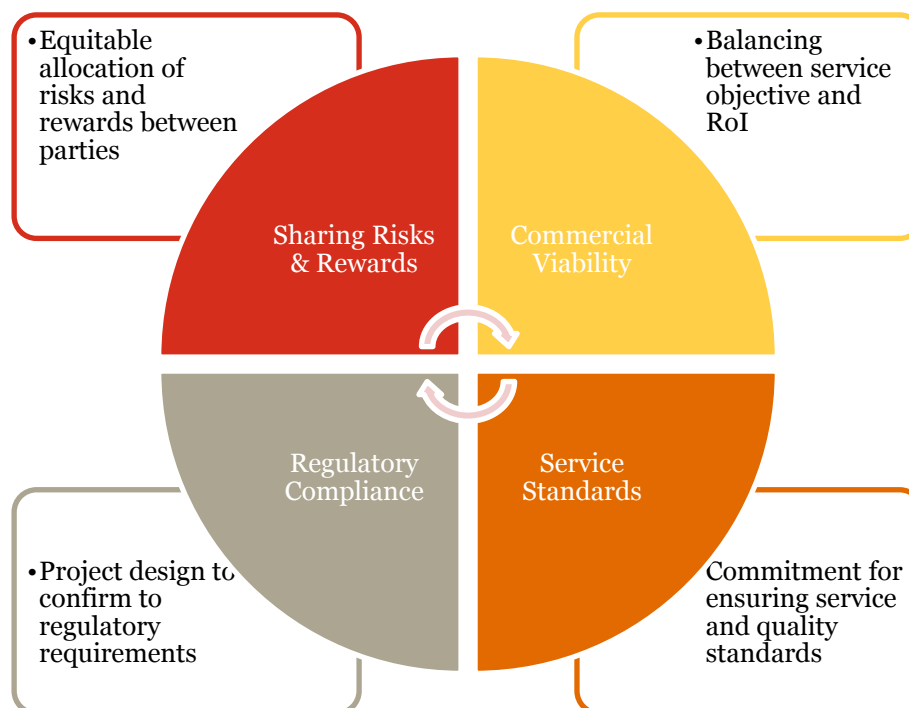 •Equitable
allocation of
risks and
rewards between
parties
•Balancing
between service
objective and
RoI
Sharing Risks
& Rewards
Commercial
Viability
Regulatory
Compliance
Service
Standards
•Project design to
confirm to
regulatory
requirements
Commitment for
ensuring service
and quality
standards